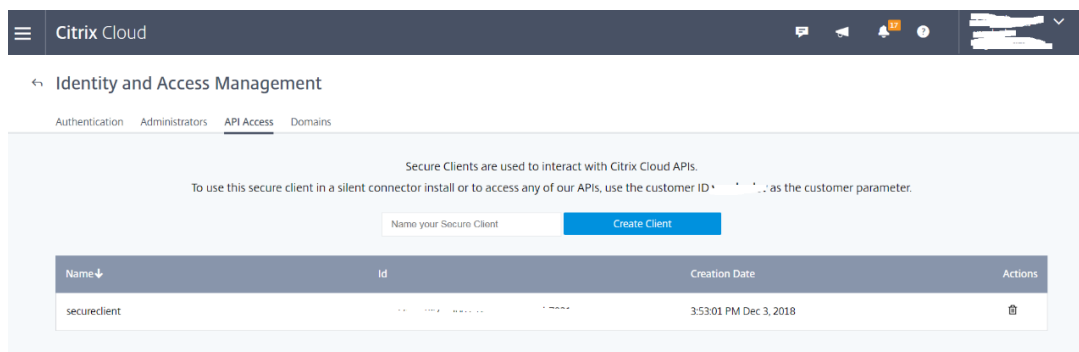 Citrix Cloud
17
Identity and Access Management
Authentication Administrators API Access Domains
Secure Clients are used to interact with Citrix Cloud APIs.
To use this secure client in a silent connector install or to access any of our APIs, use the customer ID as the customer parameter.
Name your Secure Client Create Client
Name Id Creation Date Actions
secureclient 3:53:01 PM Dec 3, 2018